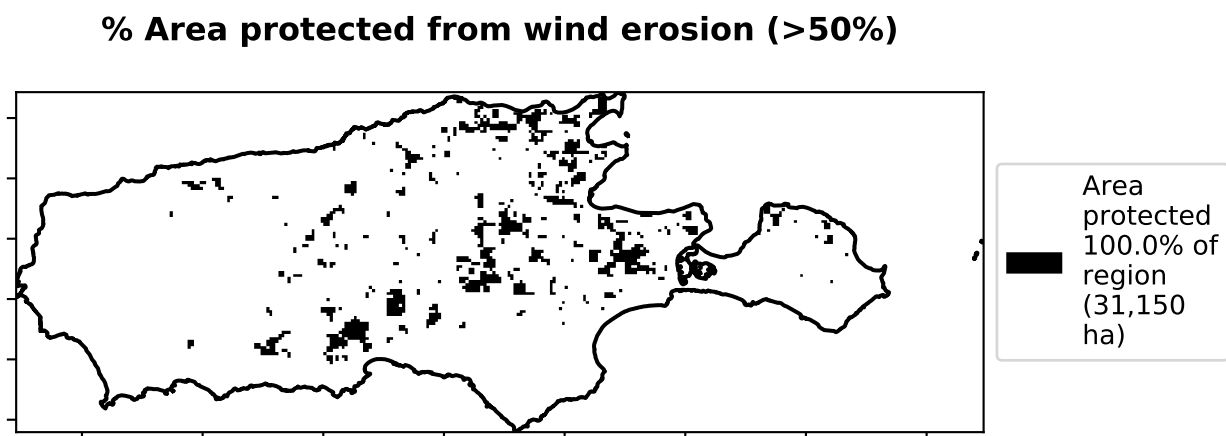 % Area protected from wind erosion (>50%)
Area
protected
100.0% of
region
(31,150
ha)